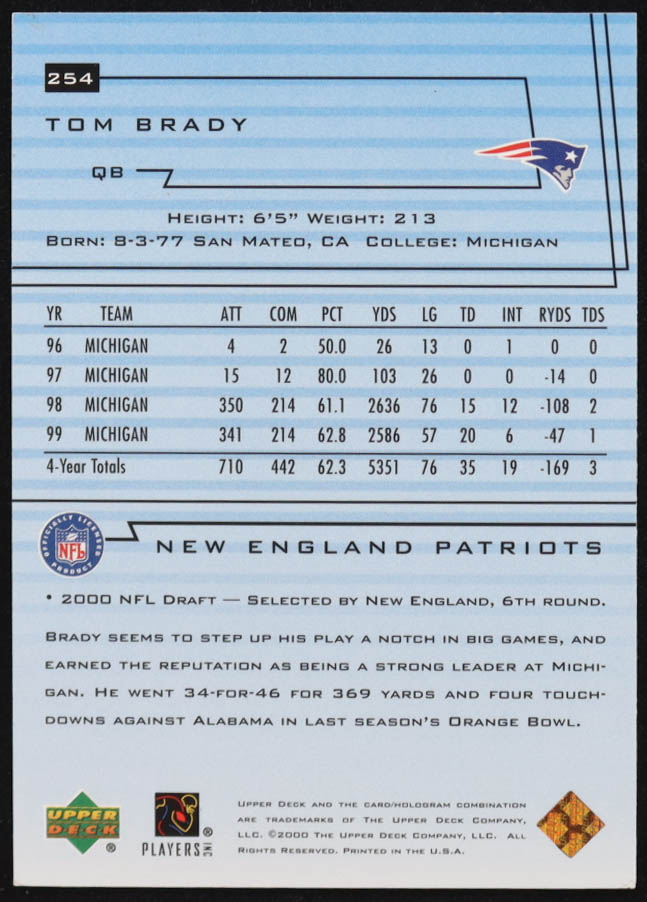 254
TOM BRADY
QB
HEIGHT: 6'5" WEIGHT: 213
BORN: 8-3-77 SAN MATEO, CA COLLEGE: MICHIGAN
YR TEAM ATT COM PCT YDS LG TD INT RYDS TDS
96 MICHIGAN 4 2 50.0 26 13 0 1 0 0
97 MICHIGAN 15 12 80.0 103 26 0 0 -14 0
98 MICHIGAN 350 214 61.1 2636 76 15 12 -108 2
99 MICHIGAN 341 214 62.8 2586 57 20 6 -47 1
4-Year Totals 710 442 62.3 5351 76 35 19 -169 3
OFFICIALLY LICENSED PRODUCT
NFL
NEW ENGLAND PATRIOTS
• 2000 NFL DRAFT — SELECTED BY NEW ENGLAND, 6TH ROUND.
BRADY SEEMS TO STEP UP HIS PLAY A NOTCH IN BIG GAMES, AND
EARNED THE REPUTATION AS BEING A STRONG LEADER AT MICHI-
GAN. HE WENT 34-FOR-46 FOR 369 YARDS AND FOUR TOUCH-
DOWNS AGAINST ALABAMA IN LAST SEASON'S ORANGE BOWL.
UPPER
DECK
®
®
PLAYERS INC
UPPER DECK AND THE CARD/HOLOGRAM COMBINATION
ARE TRADEMARKS OF THE UPPER DECK COMPANY,
LLC. ©2000 THE UPPER DECK COMPANY, LLC. ALL
RIGHTS RESERVED. PRINTED IN THE U.S.A.